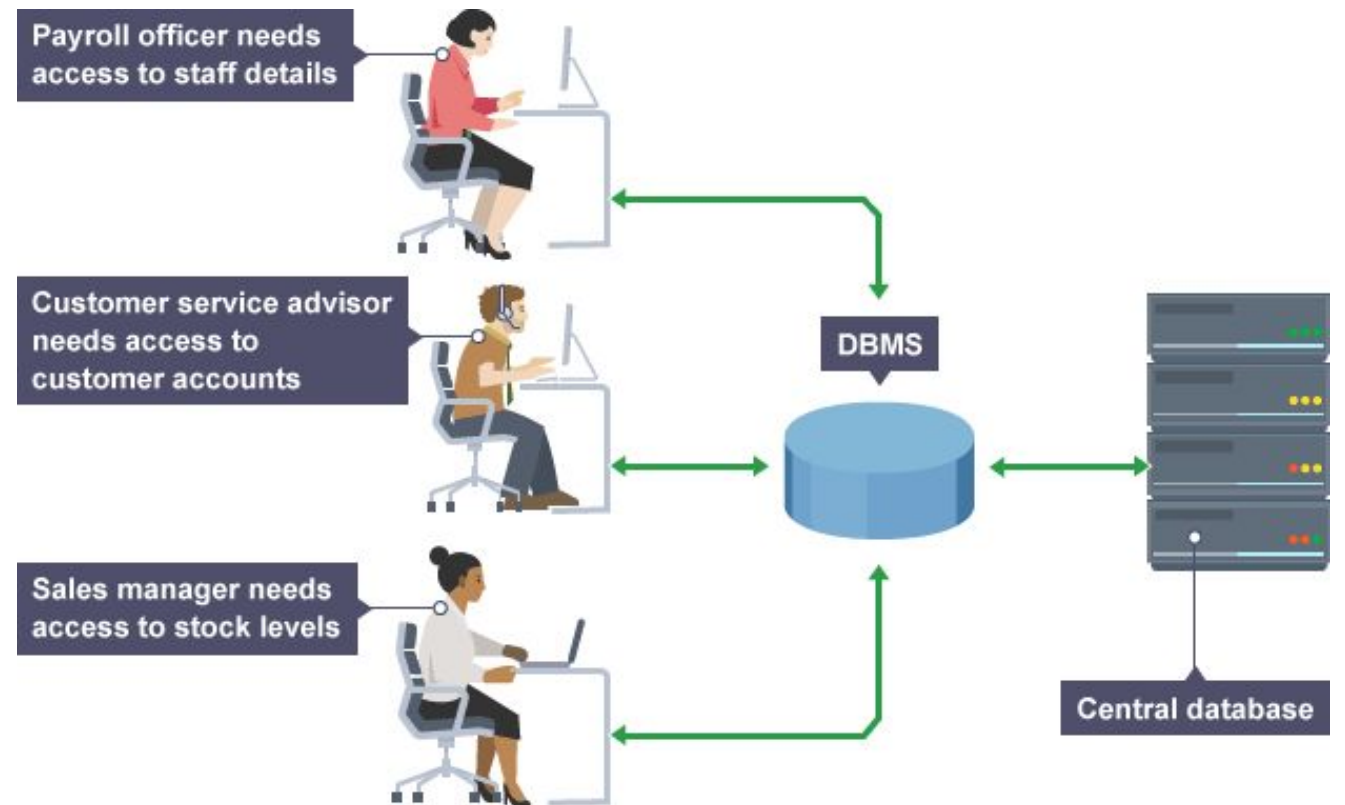 Payroll officer needs
access to staff details
Customer service advisor
needs access to
customer accounts
DBMS
Sales manager needs
access to stock levels
Central database